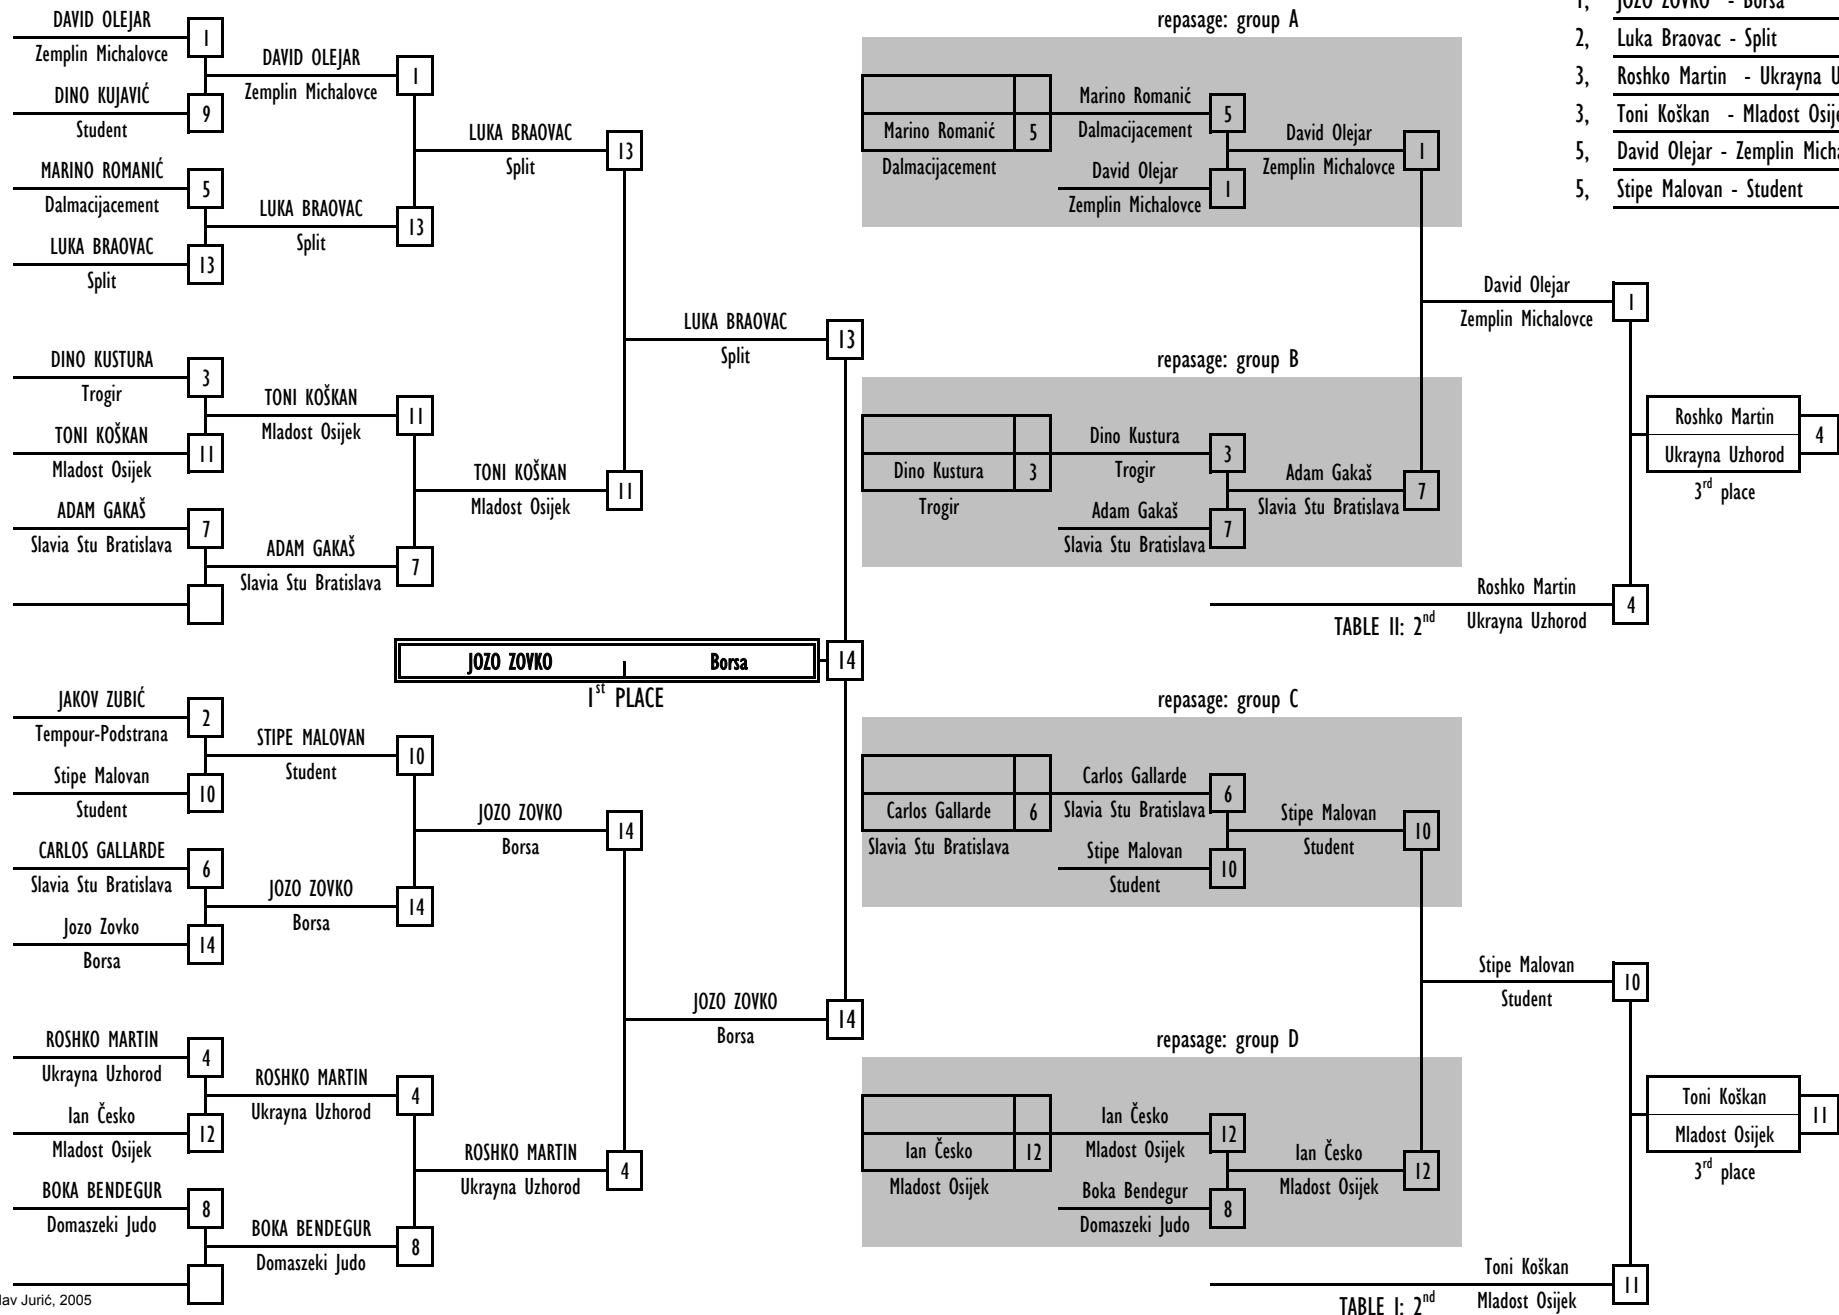 DAVID OLEJAR
1
Zemplin Michalovce
DINO KUJAVIĆ
9
Student
MARINO ROMANIĆ
5
Dalmacijacement
LUKA BRAOVAC
13
Split
DINO KUSTURA
3
Trogir
TONI KOŠKAN
11
Mladost Osijek
ADAM GAKAŠ
7
Slavia Stu Bratislava
JAKOV ZUBIĆ
2
Tempour-Podstrana
Stipe Malovan
10
Student
CARLOS GALLARDE
6
Slavia Stu Bratislava
Jozo Zovko
14
Borsa
ROSHKO MARTIN
4
Ukrayna Uzhorod
Ian Česko
12
Mladost Osijek
BOKA BENDEGUR
8
Domaszeki Judo
Jurić, 2005
DAVID OLEJAR
1
Zemplin Michalovce
LUKA BRAOVAC
13
Split
TONI KOŠKAN
11
Mladost Osijek
ADAM GAKAŠ
7
Slavia Stu Bratislava
STIPE MALOVAN
10
Student
JOZO ZOVKO
14
Borsa
ROSHKO MARTIN
4
Ukrayna Uzhorod
BOKA BENDEGUR
8
Domaszeki Judo
LUKA BRAOVAC
13
Split
TONI KOŠKAN
11
Mladost Osijek
JOZO ZOVKO
14
Borsa
ROSHKO MARTIN
4
Ukrayna Uzhorod
LUKA BRAOVAC
13
Split
JOZO ZOVKO Borsa 14
1st PLACE
JOZO ZOVKO
14
Borsa
repasage: group A
Marino Romanić 5
Dalmacijacement
Marino Romanić
5
Dalmacijacement
David Olejar
1
Zemplin Michalovce
David Olejar
1
Zemplin Michalovce
repasage: group B
Dino Kustura 3
Trogir
Dino Kustura
3
Trogir
Adam Gakaš
7
Slavia Stu Bratislava
Adam Gakaš
7
Slavia Stu Bratislava
repasage: group C
Carlos Gallarde 6
Slavia Stu Bratislava
Carlos Gallarde
6
Slavia Stu Bratislava
Stipe Malovan
10
Student
Stipe Malovan
10
Student
repasage: group D
Ian Česko 12
Mladost Osijek
Ian Česko
12
Mladost Osijek
Boka Bendegur
8
Domaszeki Judo
Ian Česko
12
Mladost Osijek
1, JOZO ZOVKO - Borsa
2, Luka Braovac - Split
3, Roshko Martin - Ukrayna
3, Toni Koškan - Mladost
5, David Olejar - Zemplin
5, Stipe Malovan - Student
David Olejar
1
Zemplin Michalovce
Roshko Martin
4
Ukrayna Uzhorod
3rd place
Roshko Martin
4
TABLE II: 2nd Ukrayna Uzhorod
Stipe Malovan
10
Student
Toni Koškan
11
Mladost Osijek
3rd place
Toni Koškan
11
TABLE I: 2nd Mladost Osijek